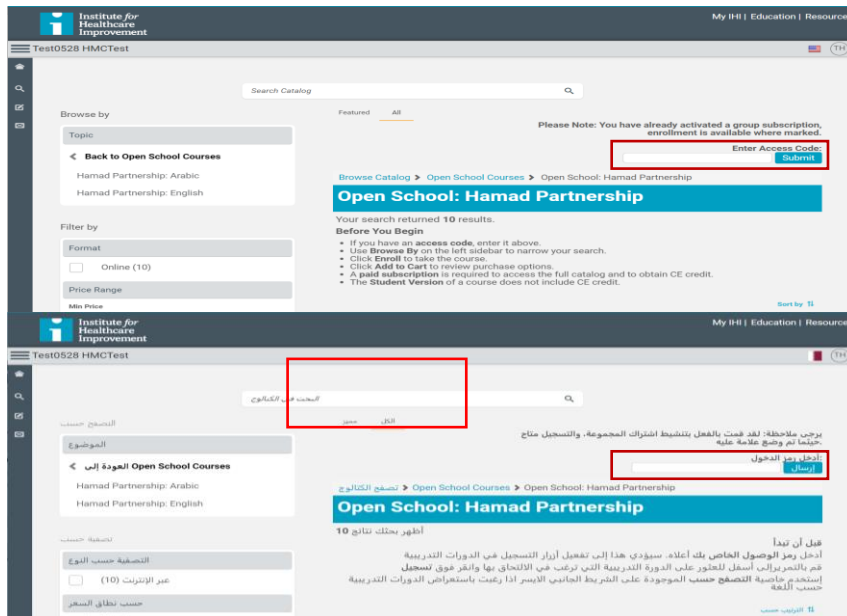 Institute for
Healthcare
Improvement
My IHI | Education | Resource
Test0528 HMCTest
TH
Search Catalog
Browse by
Topic
Back to Open School Courses
Hamad Partnership: Arabic
Hamad Partnership: English
Filter by
Format
Online (10)
Price Range
Min Price
Featured All
Please Note: You have already activated a group subscription,
enrollment is available where marked.
Enter Access Code:
Submit
Browse Catalog > Open School Courses > Open School: Hamad Partnership
Open School: Hamad Partnership
Your search returned 10 results.
Before You Begin
• If you have an access code, enter it above.
• Use Browse By on the left sidebar to narrow your search.
• Click Enroll to take the course.
• Click Add to Cart to review purchase options.
• A paid subscription is required to access the full catalog and to obtain CE credit.
• The Student Version of a course does not include CE credit.
Sort by
Institute for
Healthcare
Improvement
My IHI | Education | Resource
Test0528 HMCTest
TH
البحث في الكتالوج
التصفح حسب
الموضوع
العودة إلى Open School Courses
Hamad Partnership: Arabic
Hamad Partnership: English
تصفية حسب
التصفية حسب النوع
عبر الإنترنت (10)
حسب نطاق السعر
الكل مميز
يرجى ملاحظة: لقد قمت بالفعل بتنشيط اشتراك المجموعة، والتسجيل متاح
حيثما تم وضع علامة عليه.
أدخل رمز الدخول:
إرسال
تصفح الكتالوج > Open School Courses > Open School: Hamad Partnership
Open School: Hamad Partnership
أظهر بحثك نتائج 10
قبل أن تبدأ
أدخل رمز الوصول الخاص بك أعلاه. سيؤدي هذا إلى تفعيل أزرار التسجيل في الدورات التدريبية
قم بالتمرير إلى أسفل للعثور على الدورة التدريبية التي ترغب في الالتحاق بها وانقر فوق تسجيل
إستخدم خاصية التصفح حسب الموجودة على الشريط الجانبي الايسر اذا رغبت باستعراض الدورات التدريبية
حسب اللغة
الترتيب حسب